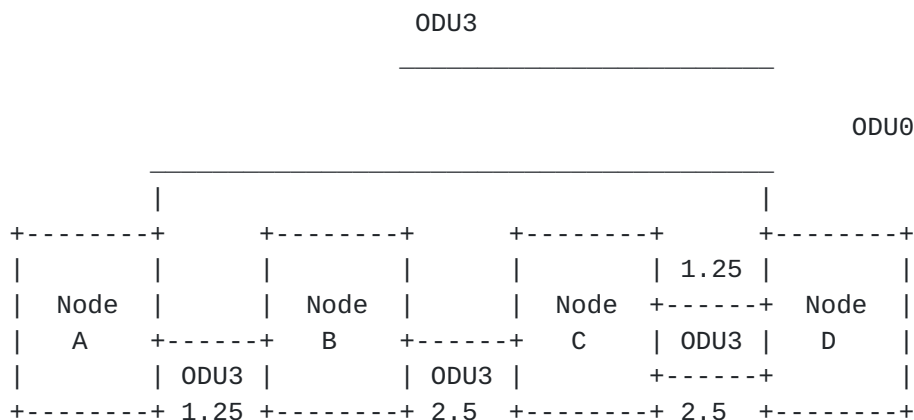 ODU3
ODU0
1.25
Node Node Node Node
A B C ODU3 D
ODU3 ODU3
1.25 2.5 2.5